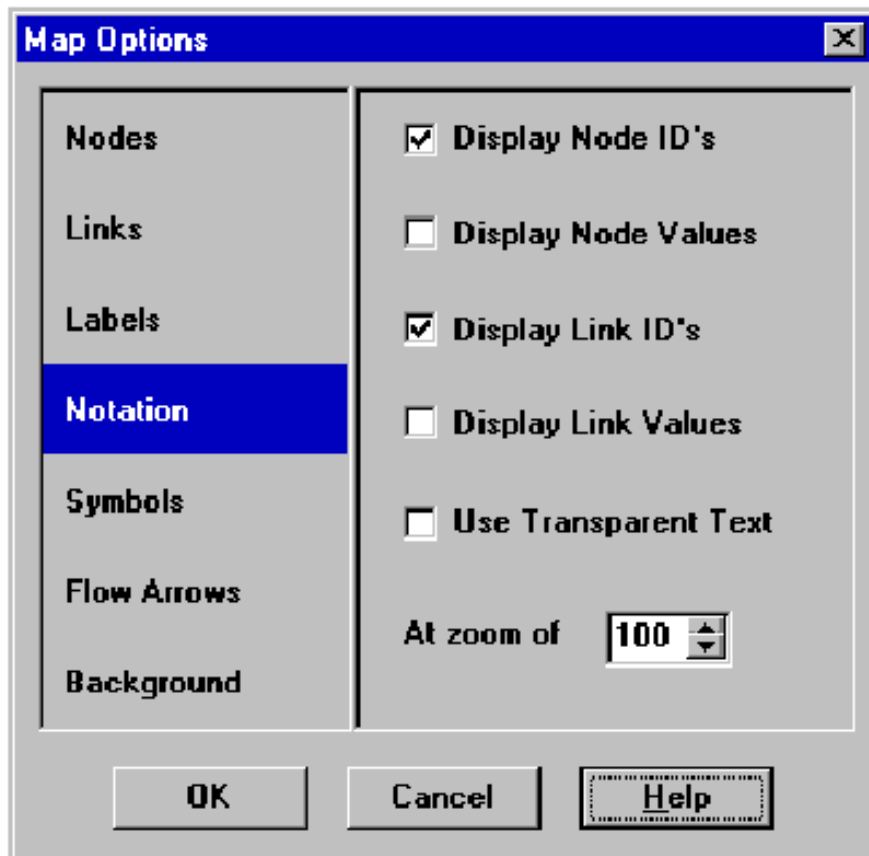 Map Options
Nodes
Links
Labels
Notation
Symbols
Flow Arrows
Background
Display Node ID's
Display Node Values
Display Link ID's
Display Link Values
Use Transparent Text
At zoom of 100
OK Cancel Help